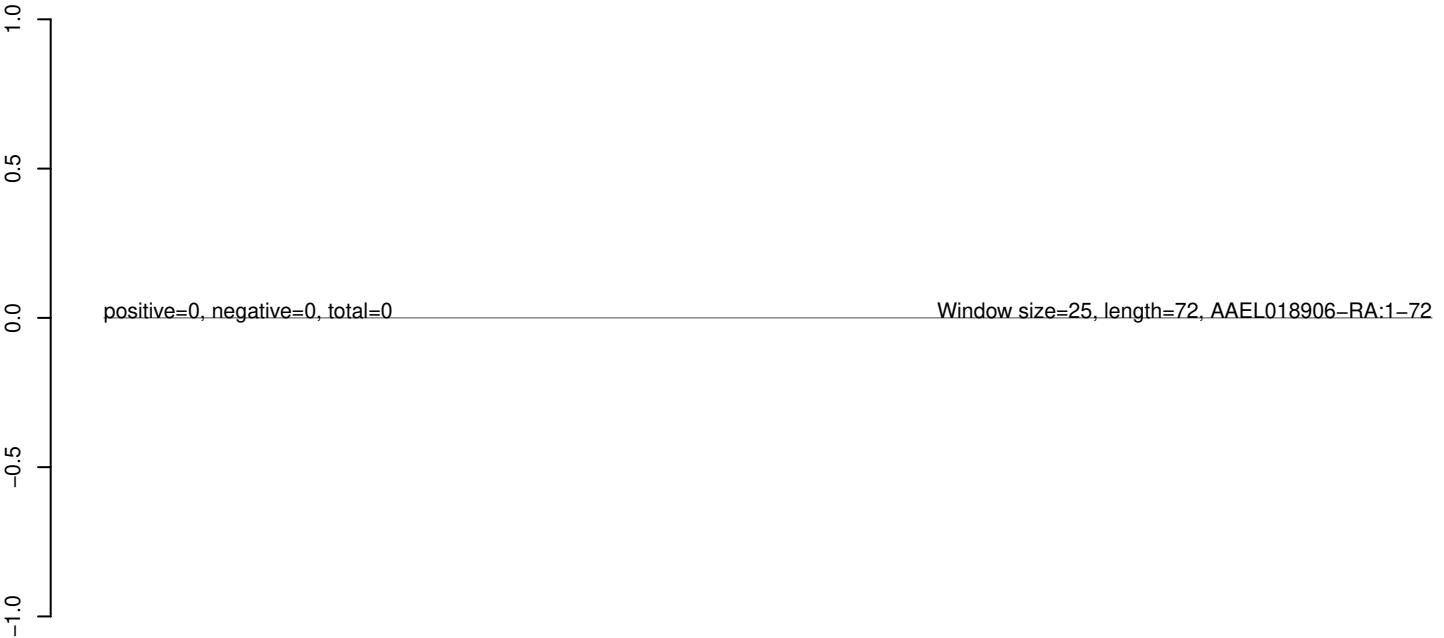 1.0
0.5
0.0
−0.5
−1.0
positive=0, negative=0, total=0
Window size=25, length=72, AAEL018906−RA:1−72